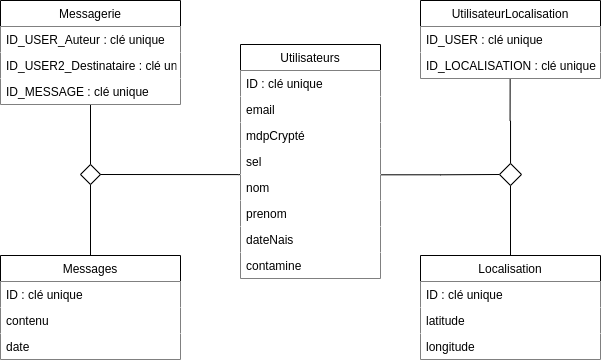 Messagerie
ID_USER_Auteur : clé unique
ID_USER2_Destinataire : clé un
ID_MESSAGE : clé unique
Utilisateurs
ID : clé unique
email
mdpCrypté
sel
nom
prenom
dateNais
contamine
UtilisateurLocalisation
ID_USER : clé unique
ID_LOCALISATION : clé unique
Messages
ID : clé unique
contenu
date
Localisation
ID : clé unique
latitude
longitude